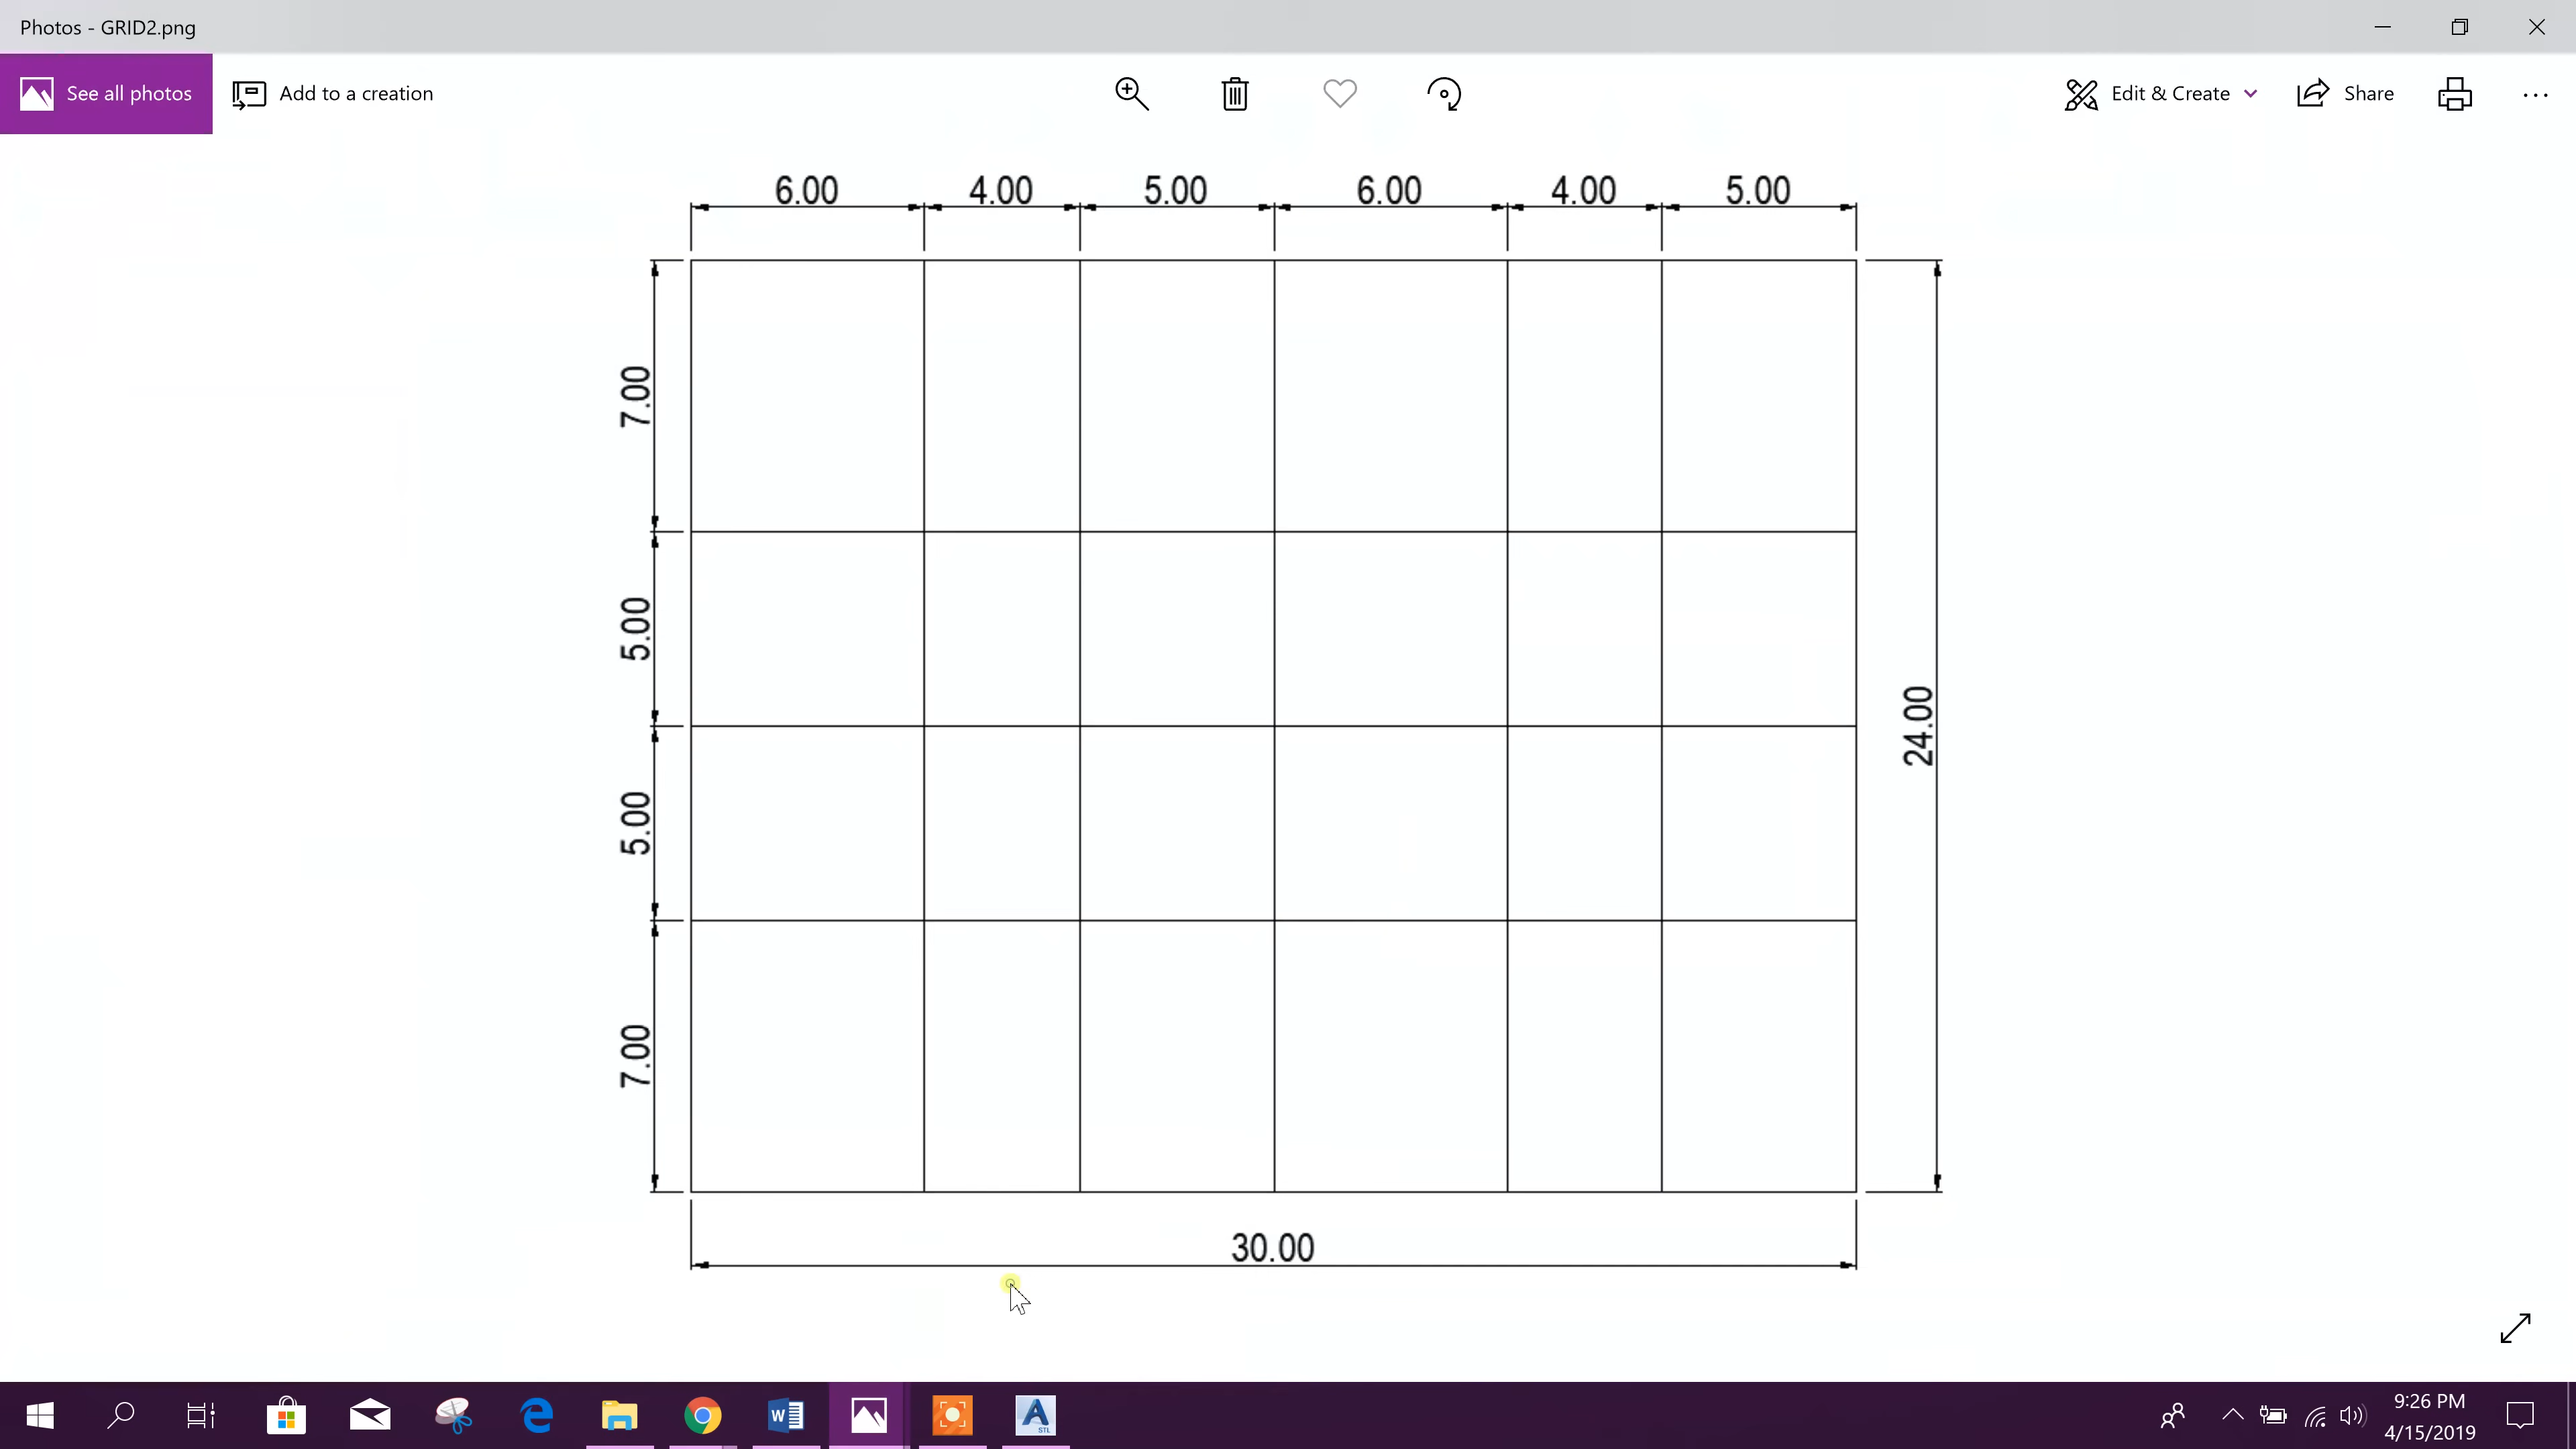 Photos - GRID2.png
See all photos
Add to a creation
Edit & Create
Share
6.00 4.00 5.00 6.00 4.00 5.00
7.00
5.00
24.00
5.00
7.00
30.00
W
A
STL
9:26 PM
4/15/2019